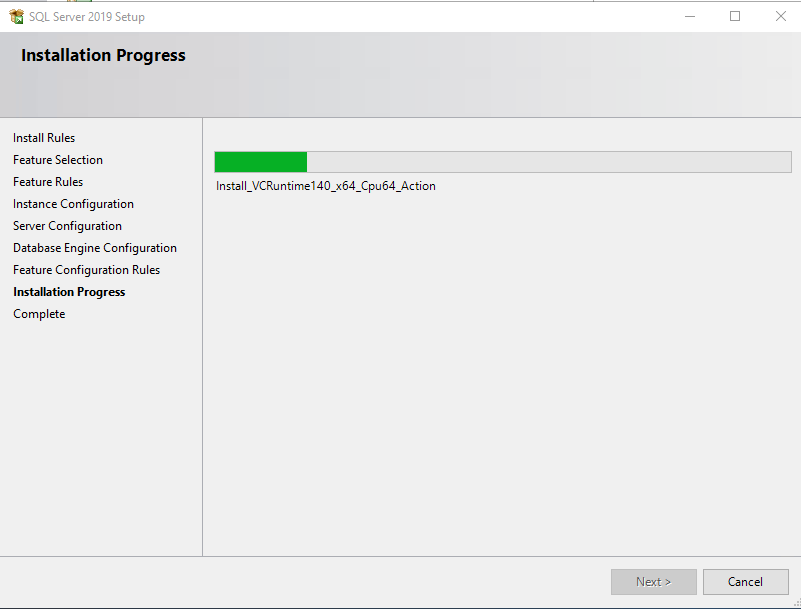 SQL Server 2019 Setup
Installation Progress
Install Rules
Feature Selection
Feature Rules
Instance Configuration
Server Configuration
Database Engine Configuration
Feature Configuration Rules
Installation Progress
Complete
Install_VCRuntime140_x64_Cpu64_Action
Next >
Cancel